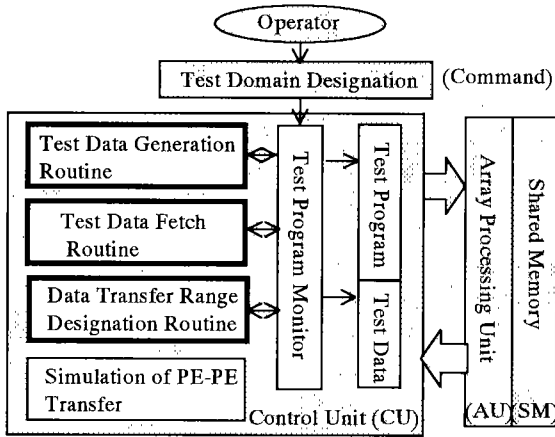 Operator
Test Domain Designation
(Command)
Test Data Generation
Routine
Test Data Fetch
Routine
Data Transfer Range
Designation Routine
Simulation of PE-PE
Transfer
Test Program Monitor
Test Program
Test Data
Control Unit (CU)
Array Processing Unit
(AU)
Shared Memory
(SM)